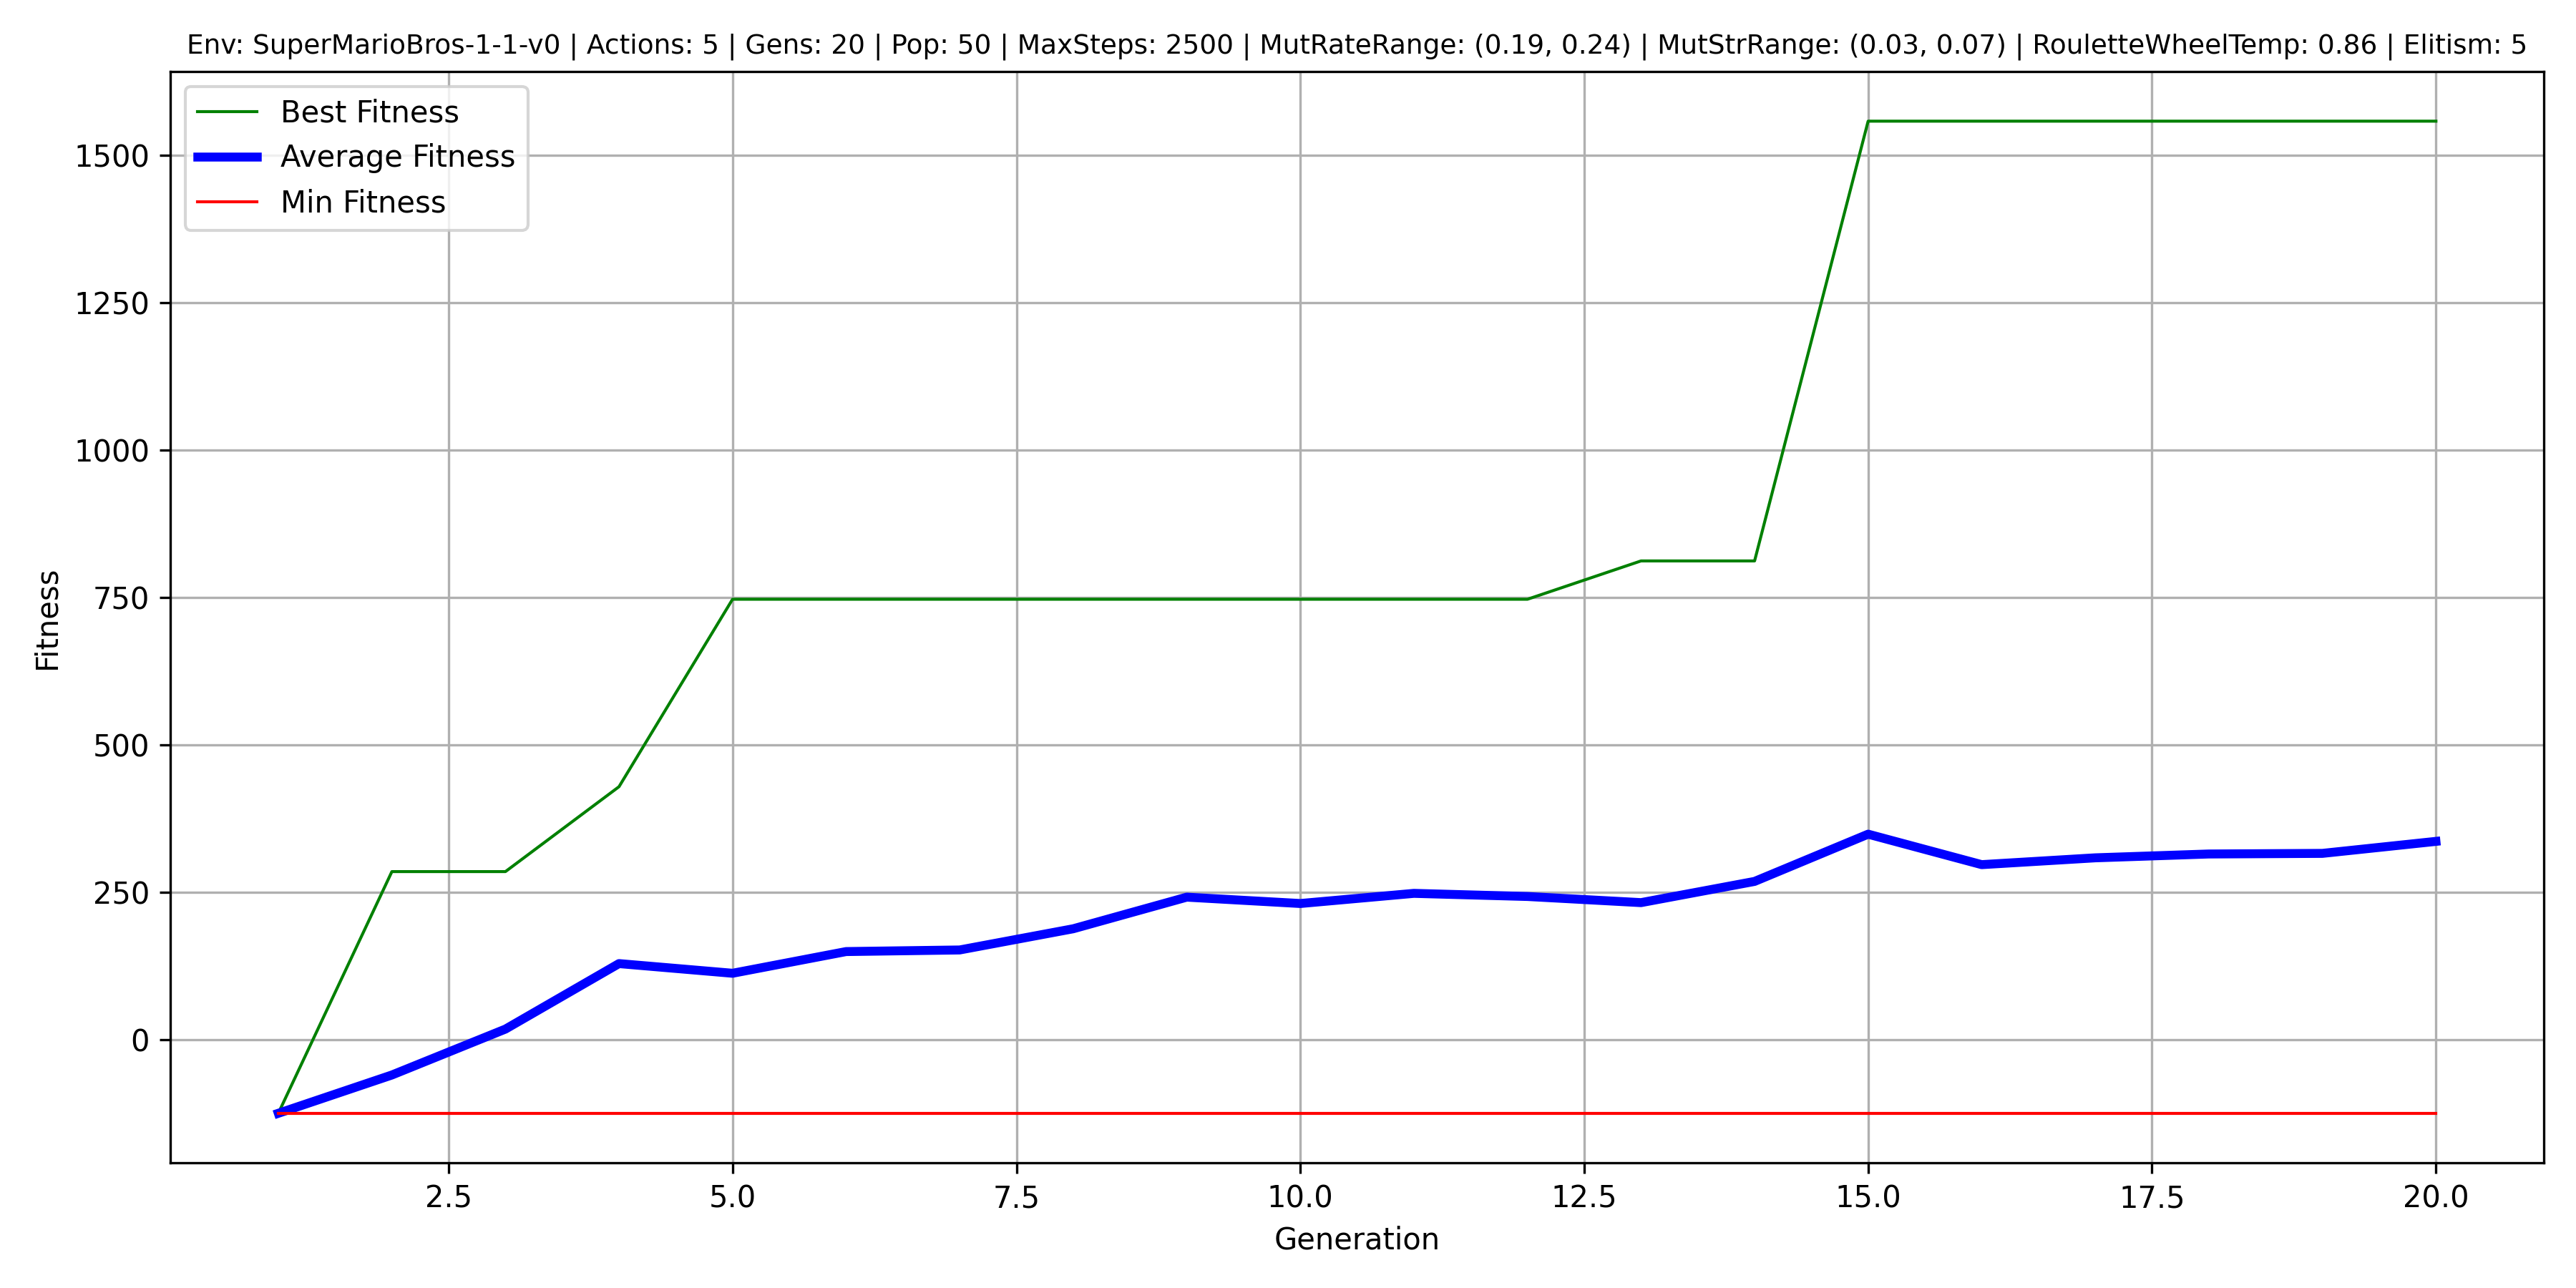 Env: SuperMarioBros-1-1-v0 | Actions: 5 | Gens: 20 | Pop: 50 | MaxSteps: 2500 | MutRateRange: (0.19, 0.24) | MutStrRange: (0.03, 0.07) | RouletteWheelTemp: 0.86 | Elitism: 5
Best Fitness
Average Fitness
Min Fitness
1500
1250
1000
750
500
250
0
Fitness
2.5 5.0 7.5 10.0 12.5 15.0 17.5 20.0
Generation